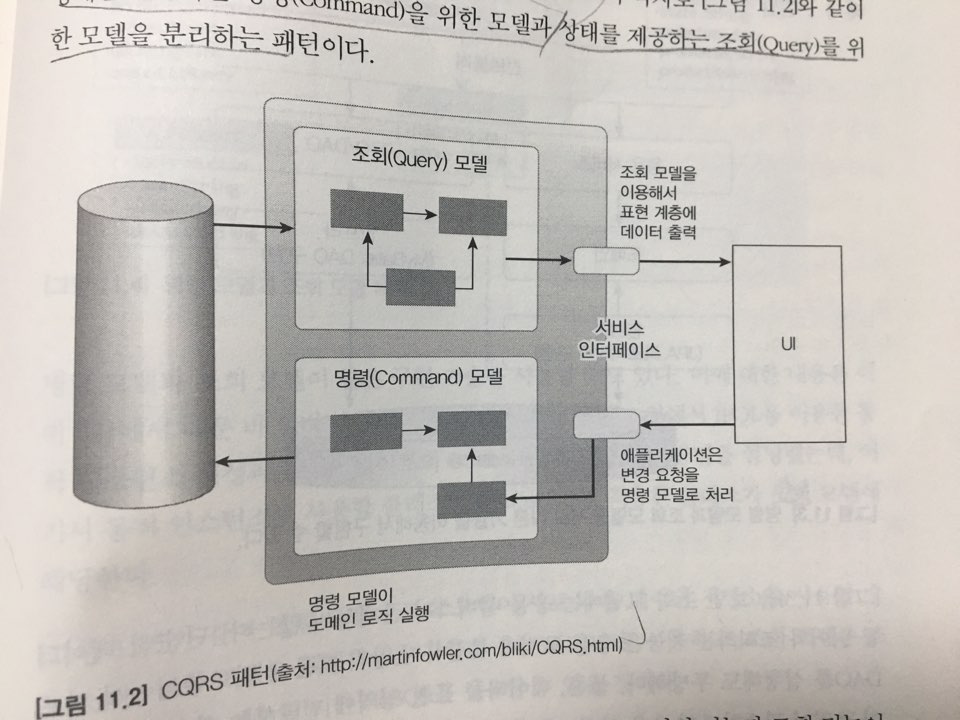 (Command)을 위한 모델과 상태를 제공하는 조회(Query)를 위
[그림 11.2]와 같이
한 모델을 분리하는 패턴이다.
조회(Query) 모델
조회 모델을
이용해서
표현 계층에
데이터 출력
서비스
인터페이스
UI
명령(Command) 모델
애플리케이션은
변경 요청을
명령 모델로 처리
명령 모델이
도메인 로직 실행
[그림 11.2] CQRS 패턴(출처: http://martinfowler.com/bliki/CQRS.html)